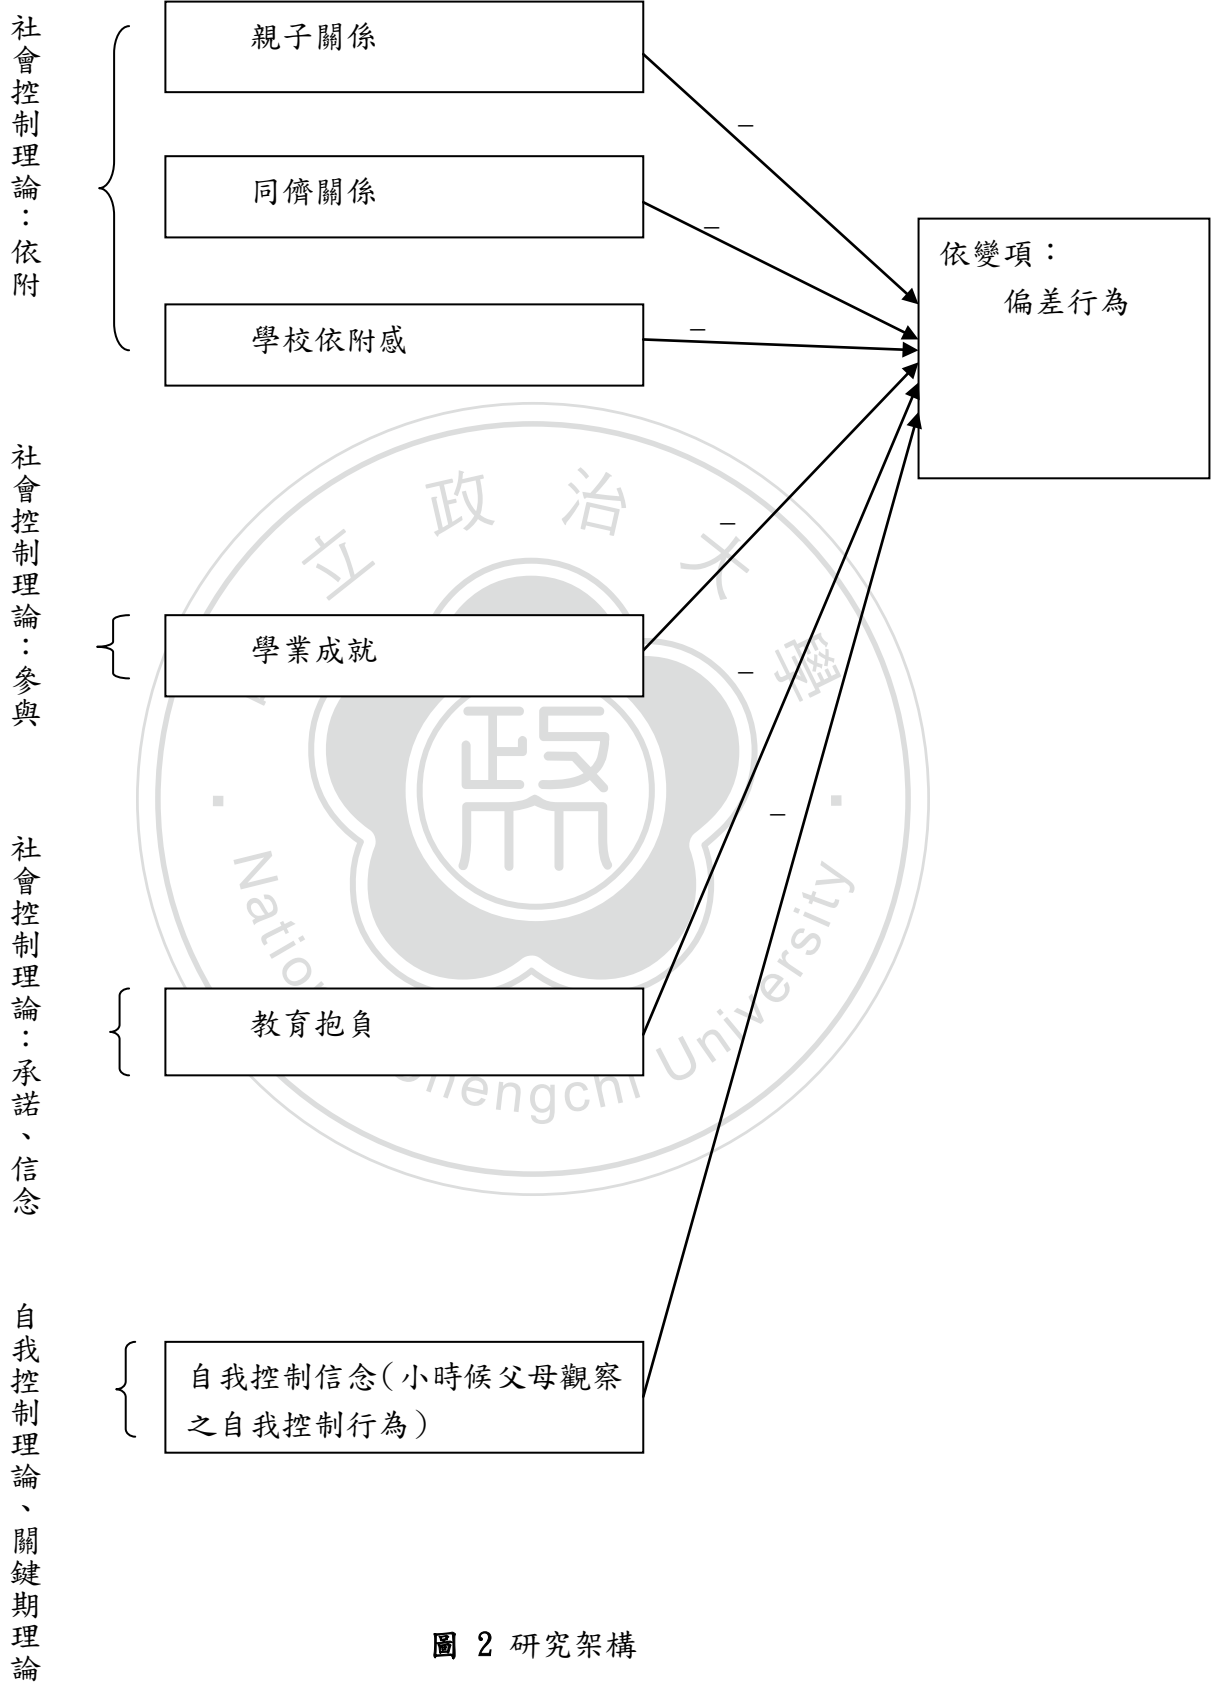 社會控制理論：依附
親子關係
同儕關係
學校依附感
依變項：
偏差行為
社會控制理論：參與
學業成就
社會控制理論：承諾、信念
教育抱負
自我控制理論、關鍵期理論
自我控制信念(小時候父母觀察
之自我控制行為)
–
–
–
–
–
–
立政治大學
National Chengchi University
政
圖 2 研究架構